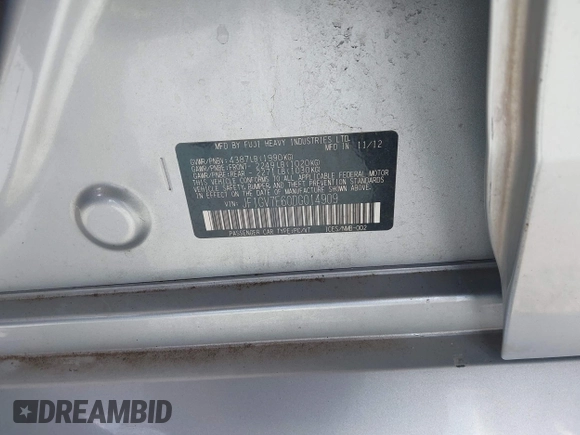 MFD BY FUJI HEAVY INDUSTRIES LTD.
MFD IN 11/12
GVWR/PNBV: 4387LB(1990KG)
GAWR/PNBE:FRONT - 2249LB(1020KG)
GAWR/PNBE:REAR - 2271LB(1030KG)
THIS VEHICLE CONFORMS TO ALL APPLICABLE FEDERAL MOTOR
VEHICLE SAFETY, BUMPER, AND THEFT PREVENTION STANDARDS
IN EFFECT ON THE DATE OF MANUFACTURE SHOWN ABOVE.
VIN: JF1GV7E60DG014909
PASSENGER CAR TYPE(PC/VT ICES/NMB-002
DREAMBID